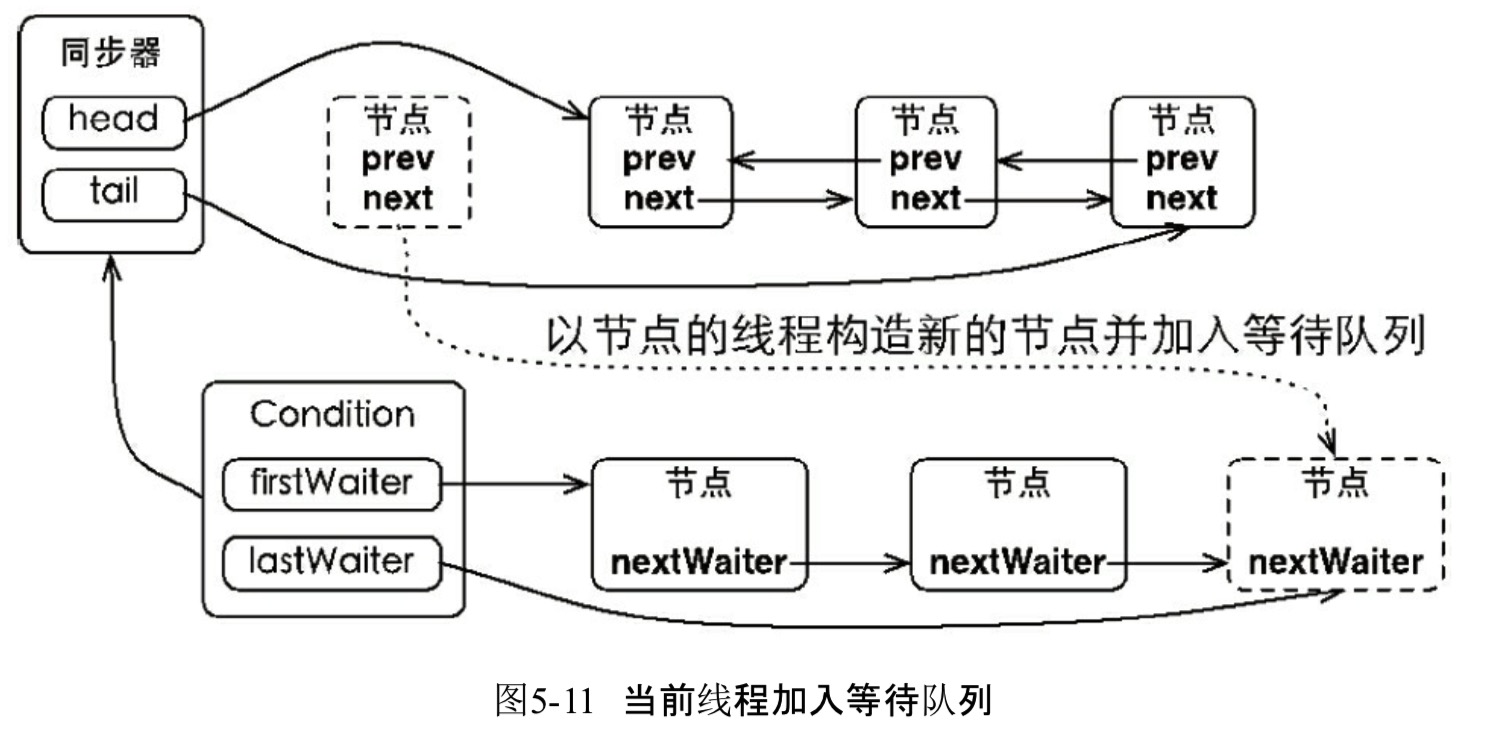 同步器
head
tail
节点
prev
next
节点
prev
next
节点
prev
next
节点
prev
next
以节点的线程构造新的节点并加入等待队列
Condition
firstWaiter
lastWaiter
节点
nextWaiter
节点
nextWaiter
节点
nextWaiter
图5-11 当前线程加入等待队列